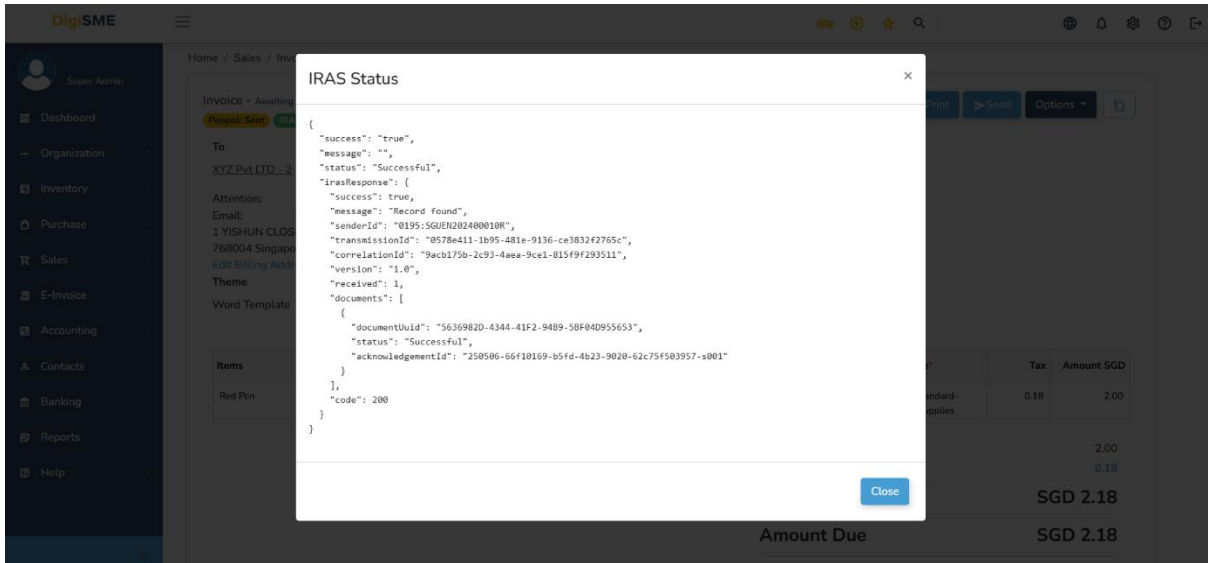 DigiSME
Home / Sales / Invo
Super Admin
Dashboard
Organization
Inventory
Purchase
Sales
E-Invoice
Accounting
Contacts
Banking
Reports
Help
Invoice - Awaiting
Peppol: Sent IRA
Print Send Options
To
XYZ Pvt LTD - 2
Attention:
Email:
1 YISHUN CLOS
768004 Singapo
Edit Billing Addr
Theme
Word Template
IRAS Status ×
{
"success": "true",
"message": "",
"status": "Successful",
"irasResponse": {
"success": true,
"message": "Record found",
"senderId": "0195:SGUEN202400010R",
"transmissionId": "0578e411-1b95-481e-9136-ce3832f2765c",
"correlationId": "9acb175b-2c93-4aea-9ce1-815f9f293511",
"version": "1.0",
"received": 1,
"documents": [
{
"documentUuid": "5636982D-4344-41F2-94B9-5BF04D955653",
"status": "Successful",
"acknowledgementId": "250506-66f10169-b5fd-4b23-9020-62c75f503957-s001"
}
],
"code": 200
}
}
Close
Items Tax Amount SGD
Red Pen andard- 0.18 2.00
upplies
2.00
0.18
SGD 2.18
Amount Due SGD 2.18